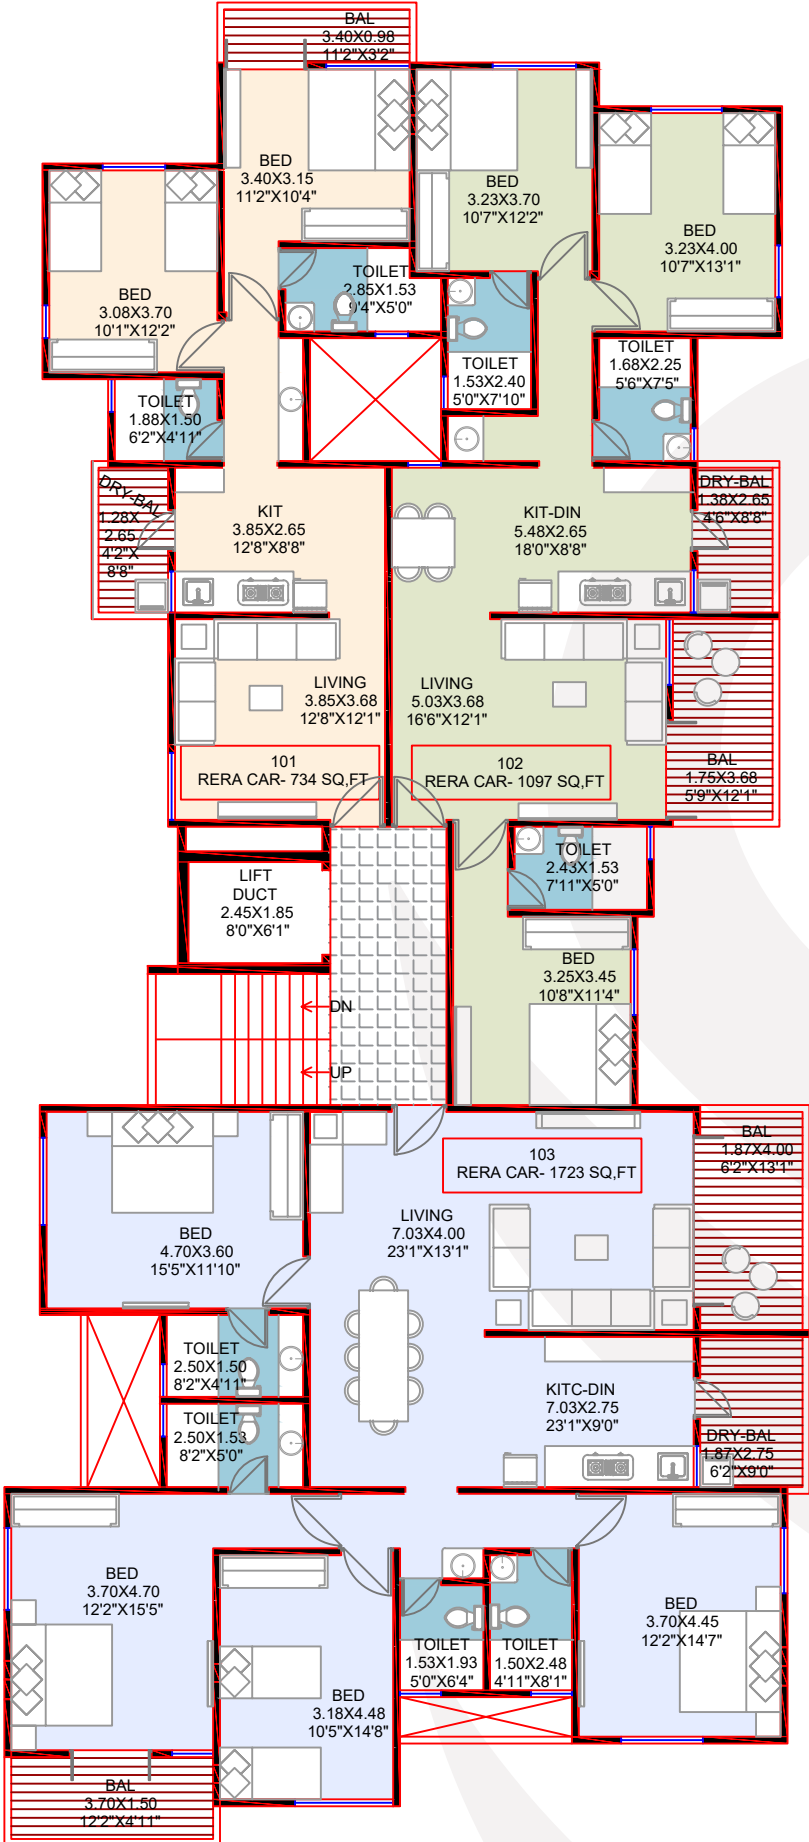 BAL
3.40X0.98
11'2"X3'2"
BED
3.40X3.15
11'2"X10'4"
BED
3.23X3.70
10'7"X12'2"
BED
3.23X4.00
10'7"X13'1"
BED
3.08X3.70
10'1"X12'2"
TOILET
2.85X1.53
9'4"X5'0"
TOILET
1.53X2.40
5'0"X7'10"
TOILET
1.68X2.25
5'6"X7'5"
TOILET
1.88X1.50
6'2"X4'11"
DRY-BAL
1.28X
2.65
4'2"X
8'8"
KIT
3.85X2.65
12'8"X8'8"
KIT-DIN
5.48X2.65
18'0"X8'8"
DRY-BAL
1.38X2.65
4'6"X8'8"
LIVING
3.85X3.68
12'8"X12'1"
LIVING
5.03X3.68
16'6"X12'1"
BAL
1.75X3.68
5'9"X12'1"
101
RERA CAR- 734 SQ,FT
102
RERA CAR- 1097 SQ,FT
LIFT
DUCT
2.45X1.85
8'0"X6'1"
TOILET
2.43X1.53
7'11"X5'0"
BED
3.25X3.45
10'8"X11'4"
DN
UP
103
RERA CAR- 1723 SQ,FT
BAL
1.87X4.00
6'2"X13'1"
BED
4.70X3.60
15'5"X11'10"
LIVING
7.03X4.00
23'1"X13'1"
TOILET
2.50X1.50
8'2"X4'11"
TOILET
2.50X1.53
8'2"X5'0"
KITC-DIN
7.03X2.75
23'1"X9'0"
DRY-BAL
1.87X2.75
6'2"X9'0"
BED
3.70X4.70
12'2"X15'5"
BED
3.18X4.48
10'5"X14'8"
TOILET
1.53X1.93
5'0"X6'4"
TOILET
1.50X2.48
4'11"X8'1"
BED
3.70X4.45
12'2"X14'7"
BAL
3.70X1.50
12'2"X4'11"